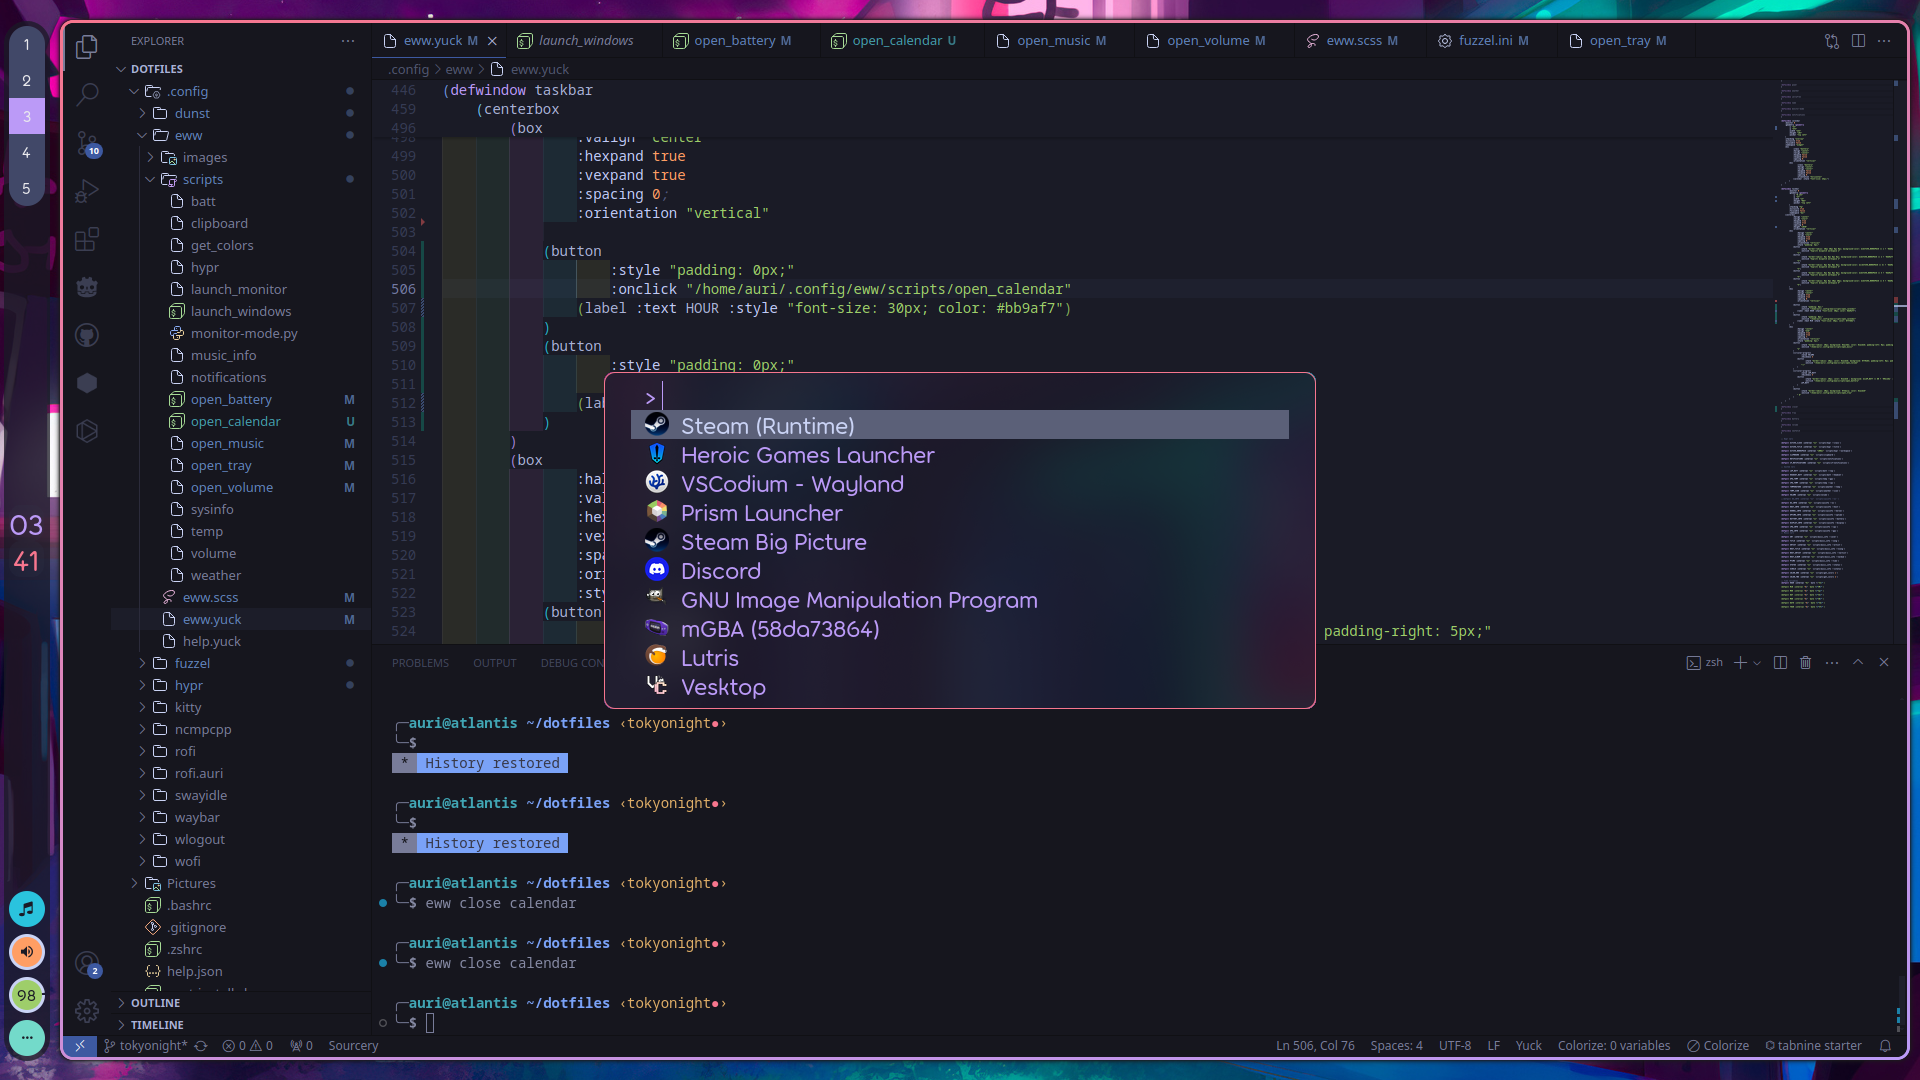 1
2
3
4
5
03
41
98
EXPLORER
DOTFILES
.config
dunst
eww
images
scripts
batt
clipboard
get_colors
hypr
launch_monitor
launch_windows
monitor-mode.py
music_info
notifications
open_battery M
open_calendar U
open_music M
open_tray M
open_volume M
sysinfo
temp
volume
weather
eww.scss M
eww.yuck M
help.yuck
fuzzel
hypr
kitty
ncmpcpp
rofi
rofi.auri
swayidle
waybar
wlogout
wofi
Pictures
.bashrc
.gitignore
.zshrc
help.json
OUTLINE
TIMELINE
10
2
eww.yuck M
launch_windows
open_battery M
open_calendar U
open_music M
open_volume M
eww.scss M
fuzzel.ini M
open_tray M
.config > eww > eww.yuck
446 (defwindow taskbar
459 (centerbox
496 (box
498 :valign "center"
499 :hexpand true
500 :vexpand true
501 :spacing 0;
502 :orientation "vertical"
503
504 (button
505 :style "padding: 0px;"
506 :onclick "/home/auri/.config/eww/scripts/open_calendar"
507 (label :text HOUR :style "font-size: 30px; color: #bb9af7")
508 )
509 (button
510 :style "padding: 0px;"
511
512 (la
513 )
514 )
515 (box
516 :ha
517 :va
518 :he
519 :ve
520 :sp
521 :or
522 :st
523 (button
524 padding-right: 5px;"
>
Steam (Runtime)
Heroic Games Launcher
VSCodium - Wayland
Prism Launcher
Steam Big Picture
Discord
GNU Image Manipulation Program
mGBA (58da73864)
Lutris
Vesktop
PROBLEMS OUTPUT DEBUG CON
zsh
auri@atlantis ~/dotfiles ‹tokyonight●›
$
* History restored
auri@atlantis ~/dotfiles ‹tokyonight●›
$
* History restored
auri@atlantis ~/dotfiles ‹tokyonight●›
$ eww close calendar
auri@atlantis ~/dotfiles ‹tokyonight●›
$ eww close calendar
auri@atlantis ~/dotfiles ‹tokyonight●›
$
tokyonight* 0 0 0 Sourcery
Ln 506, Col 76 Spaces: 4 UTF-8 LF Yuck Colorize: 0 variables Colorize tabnine starter